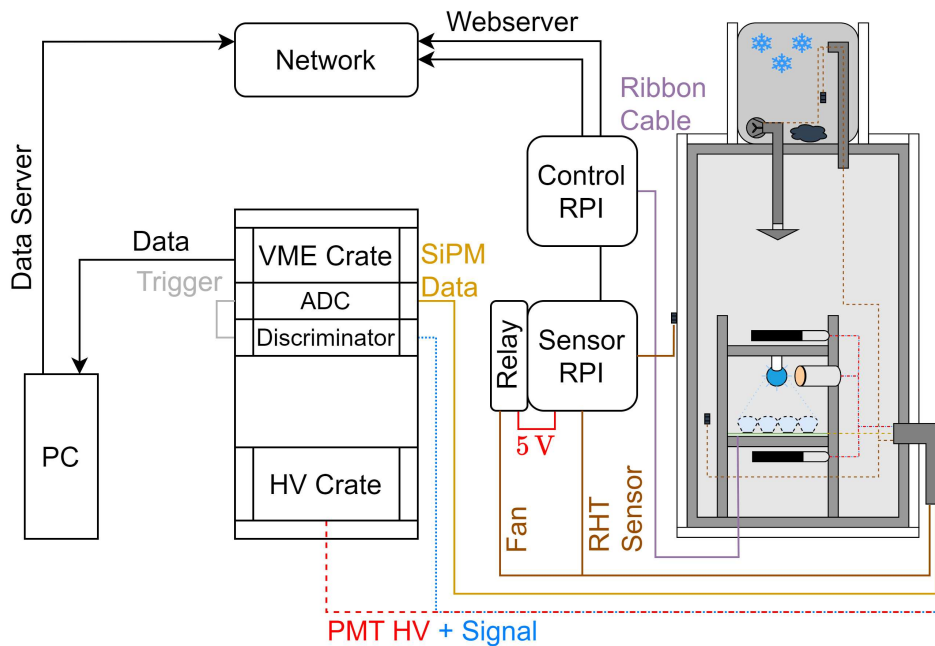 Webserver
Network
Ribbon
Cable
Control
RPI
Data Server
Data
VME Crate
SiPM
Data
Trigger
ADC
Discriminator
Relay
Sensor
RPI
5 V
PC
HV Crate
Fan
RHT
Sensor
PMT HV + Signal